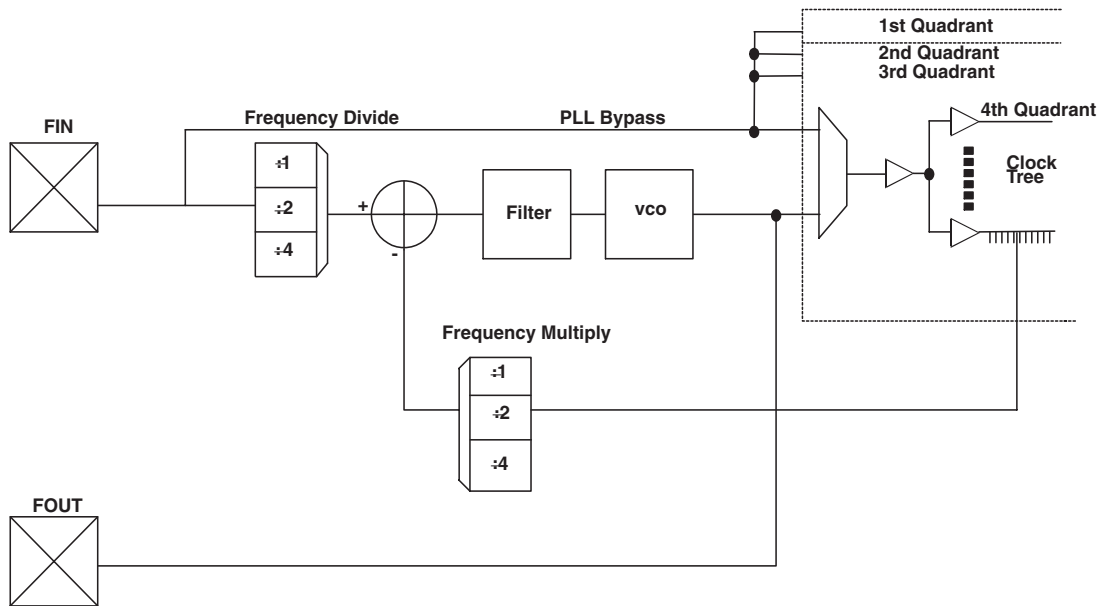 1st Quadrant
2nd Quadrant
3rd Quadrant
4th Quadrant
FIN
Frequency Divide
PLL Bypass
÷1
÷2
÷4
+
-
Filter
vco
Clock
Tree
Frequency Multiply
÷1
÷2
÷4
FOUT